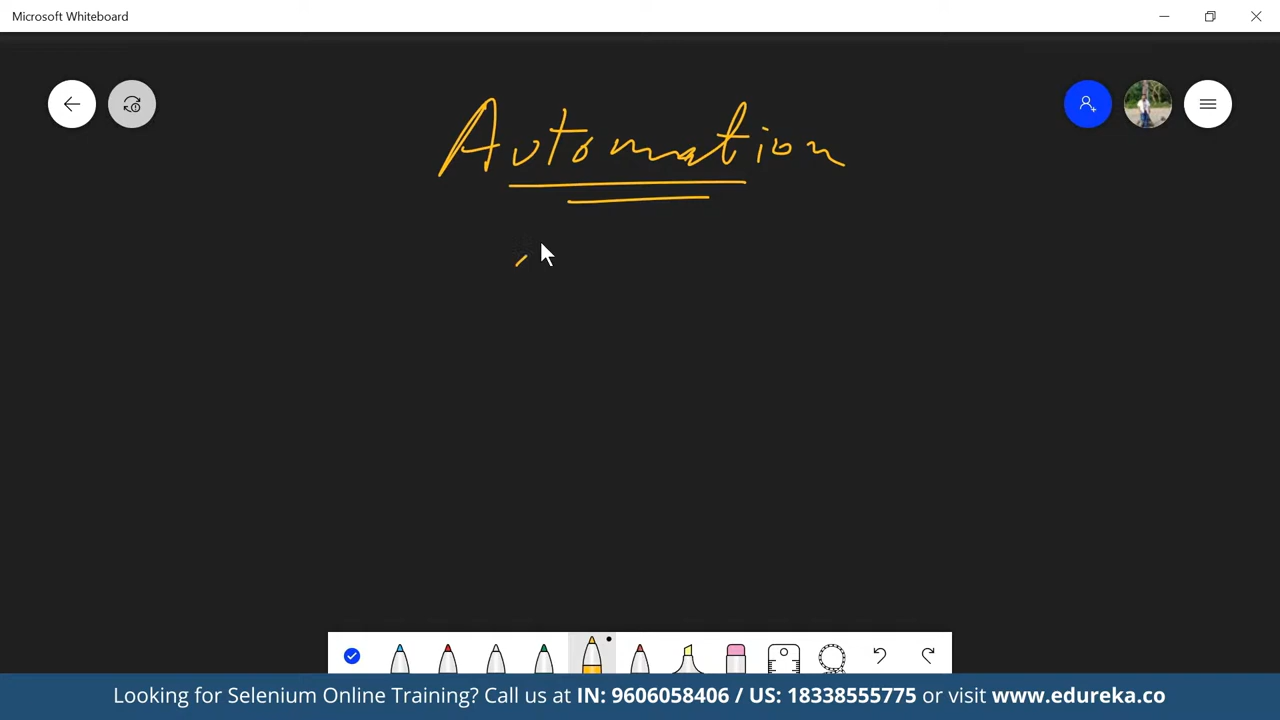 Microsoft Whiteboard
Automation
Looking for Selenium Online Training? Call us at IN: 9606058406 / US: 18338555775 or visit www.edureka.co